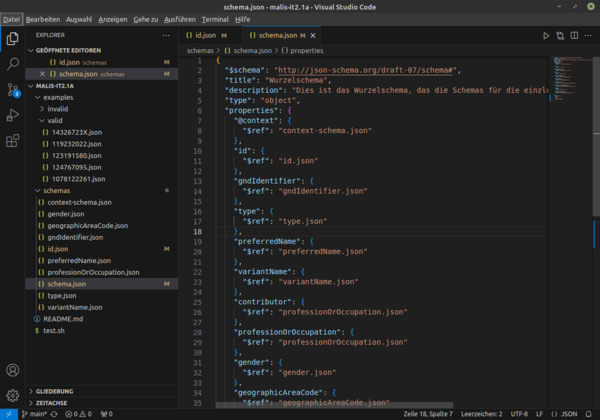 schema.json - malis-it2.1a - Visual Studio Code
Datei Bearbeiten Auswahl Anzeigen Gehe zu Ausführen Terminal Hilfe
EXPLORER
GEÖFFNETE EDITOREN
id.json schemas M
schema.json schemas M
MALIS-IT2.1A
examples
invalid
valid
14326723X.json
119232022.json
123191580.json
124767095.json
1078122261.json
schemas
context-schema.json
gender.json
geographicAreaCode.json
gndIdentifier.json
id.json M
preferredName.json
professionOrOccupation.json
schema.json M
type.json
variantName.json
README.md
test.sh
GLIEDERUNG
ZEITACHSE
id.json M
schema.json M
schemas > schema.json > properties
1 {
2 "$schema": "http://json-schema.org/draft-07/schema#",
3 "title": "Wurzelschema",
4 "description": "Dies ist das Wurzelschema, das die Schemas für die einzle
5 "type": "object",
6 "properties": {
7 "@context": {
8 "$ref": "context-schema.json"
9 },
10 "id": {
11 "$ref": "id.json"
12 },
13 "gndIdentifier": {
14 "$ref": "gndIdentifier.json"
15 },
16 "type": {
17 "$ref": "type.json"
18 },
19 "preferredName": {
20 "$ref": "preferredName.json"
21 },
22 "variantName": {
23 "$ref": "variantName.json"
24 },
25 "contributor": {
26 "$ref": "professionOrOccupation.json"
27 },
28 "professionOrOccupation": {
29 "$ref": "professionOrOccupation.json"
30 },
31 "gender": {
32 "$ref": "gender.json"
33 },
34 "geographicAreaCode": {
35 "$ref": "geographicAreaCode.json"
main* 0 0 0 Zeile 18, Spalte 7 Leerzeichen: 2 UTF-8 LF {} JSON